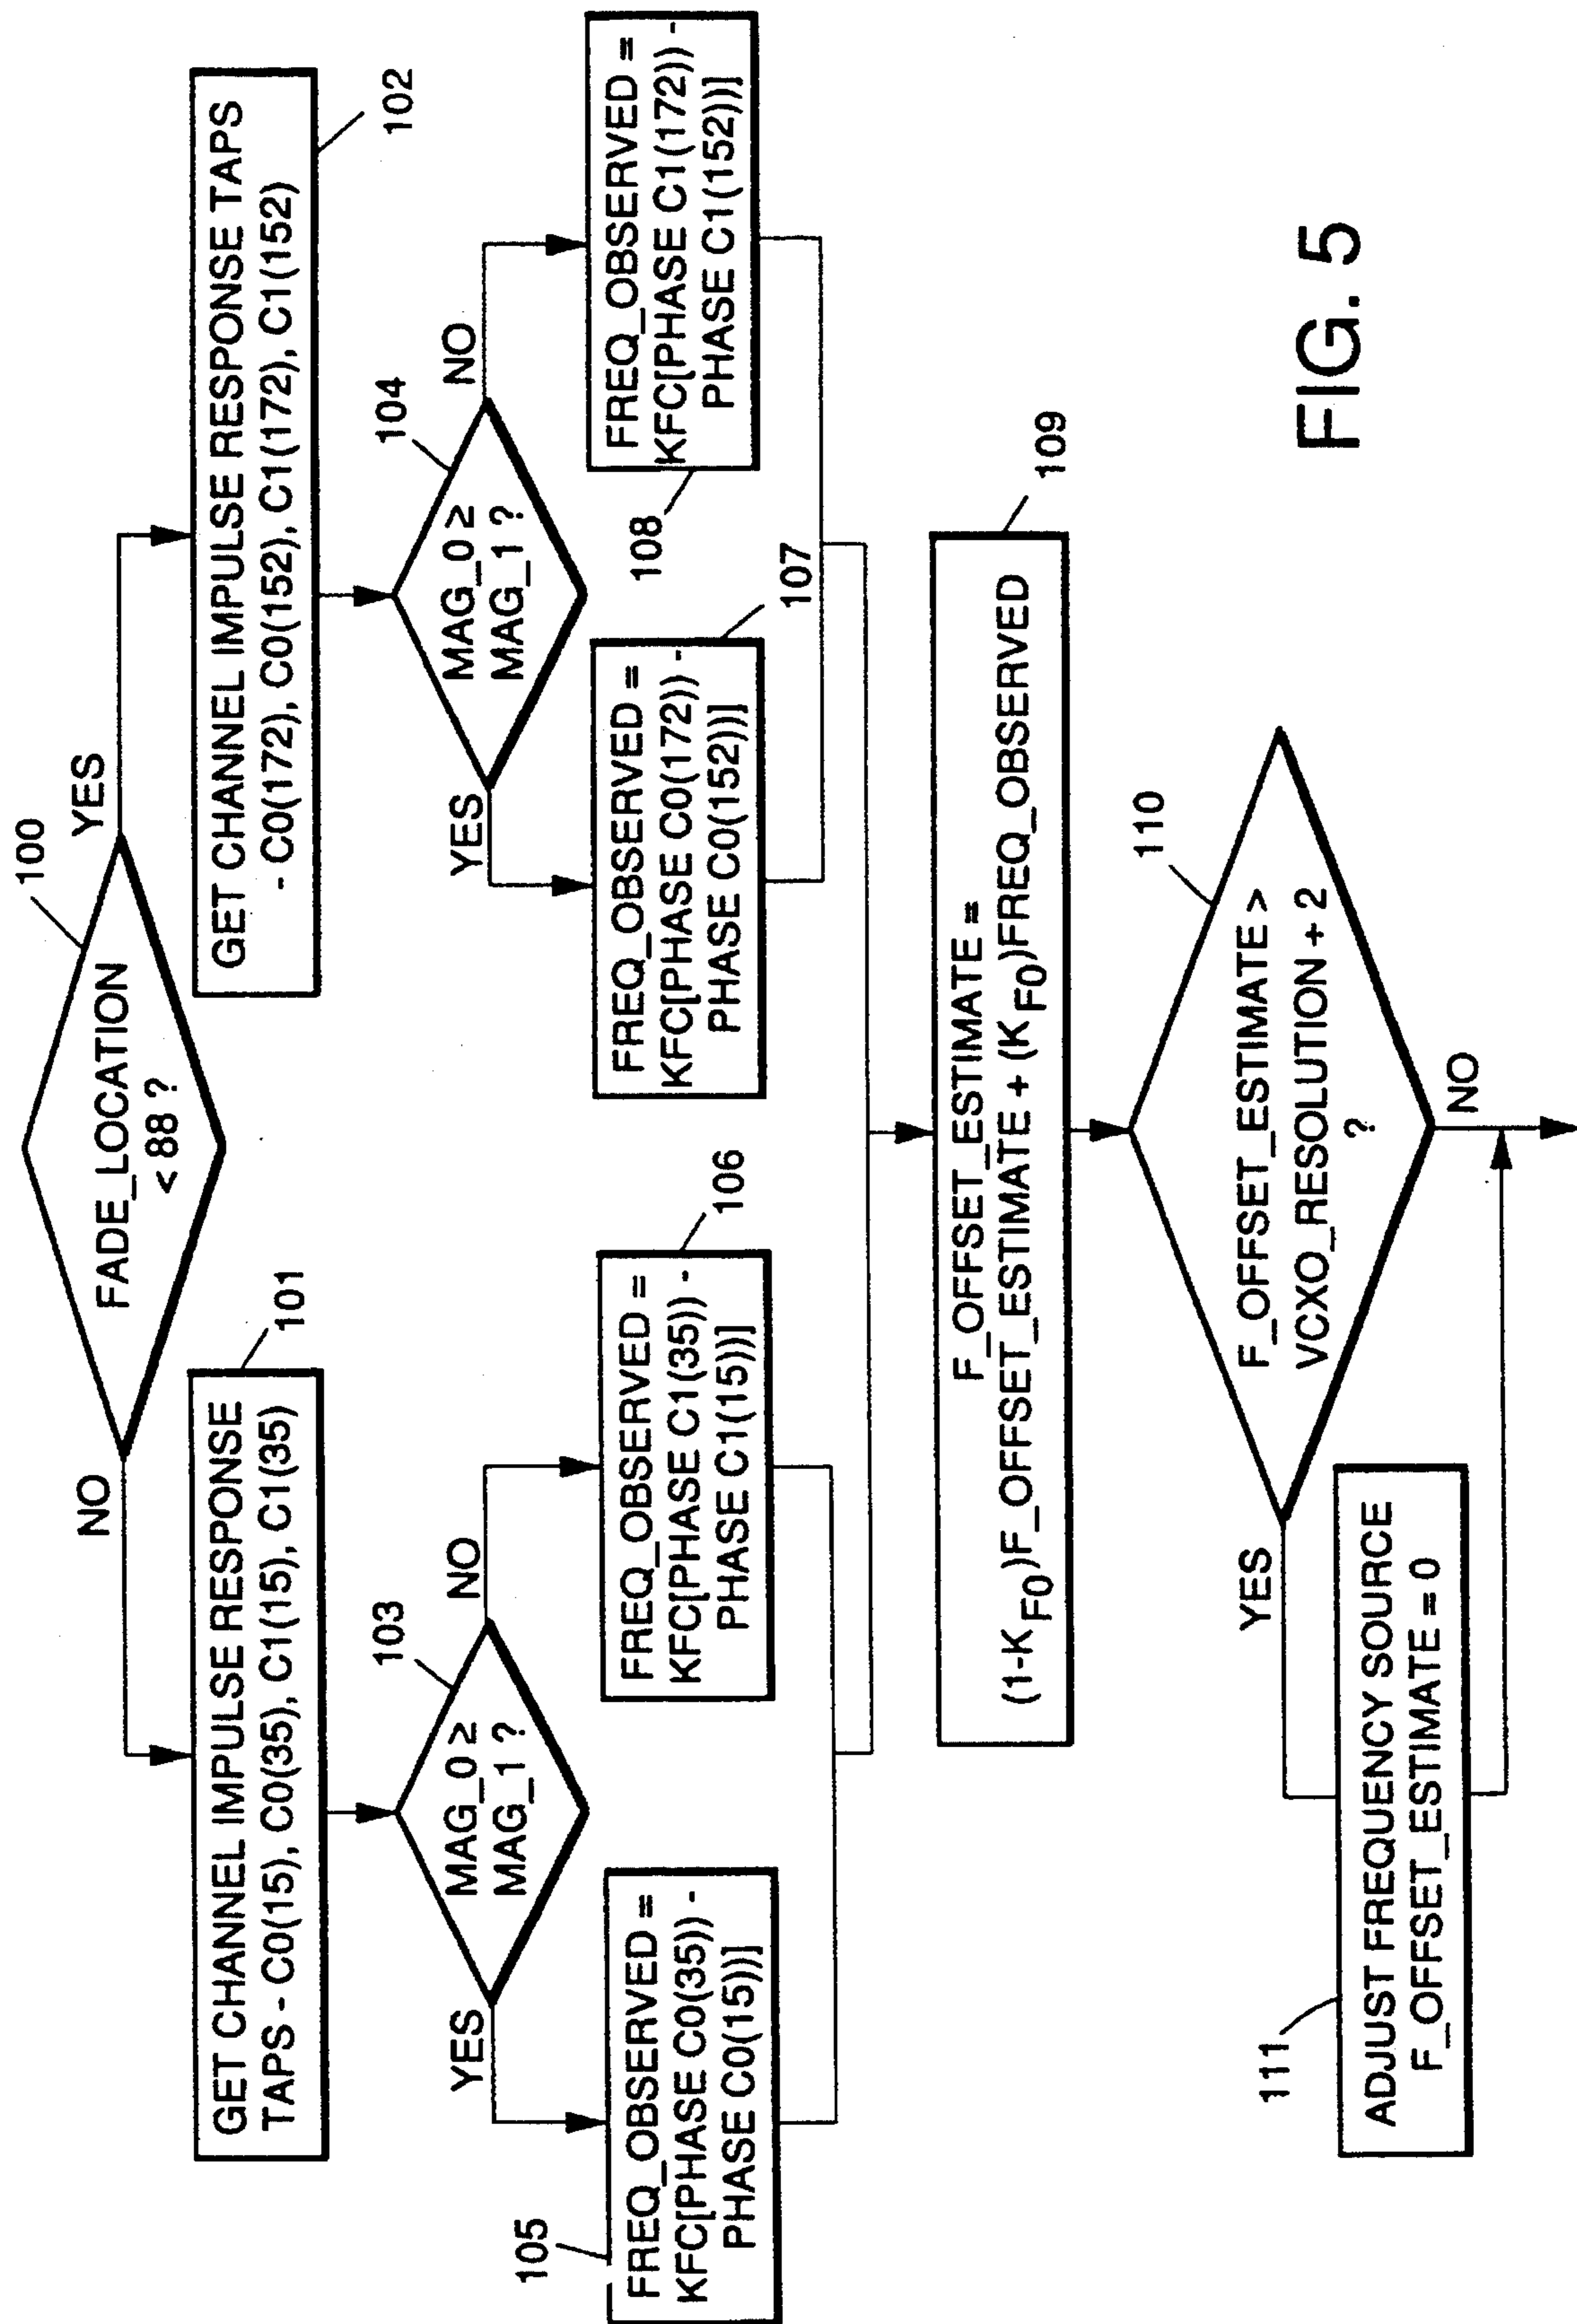 100
FADE_LOCATION
< 88 ?
NO
YES
101
GET CHANNEL IMPULSE RESPONSE
TAPS - C0(15), C0(35), C1(15), C1(35)
GET CHANNEL IMPULSE RESPONSE TAPS
- C0(172), C0(152), C1(172), C1(152)
102
103
MAG_0 ≥
MAG_1 ?
YES
NO
104
MAG_0 ≥
MAG_1 ?
YES
NO
105
FREQ_OBSERVED =
KFC[PHASE C0(35)) -
PHASE C0(15))]
FREQ_OBSERVED =
KFC[PHASE C1(35)) -
PHASE C1(15))]
106
FREQ_OBSERVED =
KFC[PHASE C0(172)) -
PHASE C0(152))]
107
108
FREQ_OBSERVED =
KFC[PHASE C1(172)) -
PHASE C1(152))]
F_OFFSET_ESTIMATE =
(1-KF0)F_OFFSET_ESTIMATE + (KF0)FREQ_OBSERVED
109
110
F_OFFSET_ESTIMATE >
VCXO_RESOLUTION + 2
?
YES
NO
111
ADJUST FREQUENCY SOURCE
F_OFFSET_ESTIMATE = 0
FIG. 5